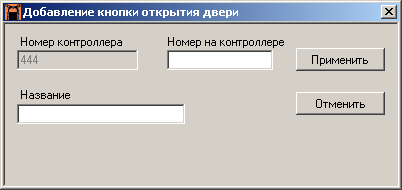 Добавление кнопки открытия двери
Номер контроллера
Номер на контроллере
444
Применить
Название
Отменить